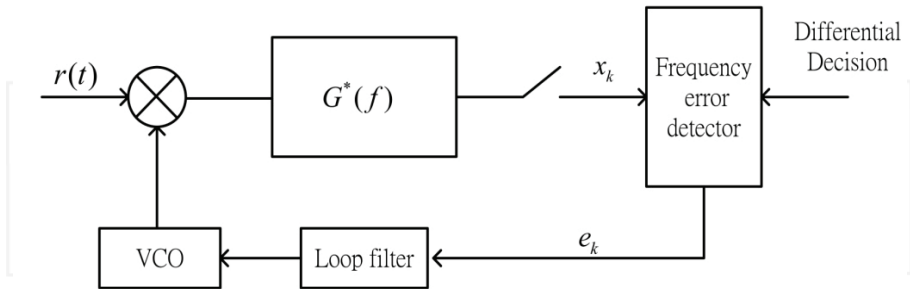 Differential
Decision
r(t)
G*(f)
x_k
Frequency
error
detector
e_k
VCO
Loop filter